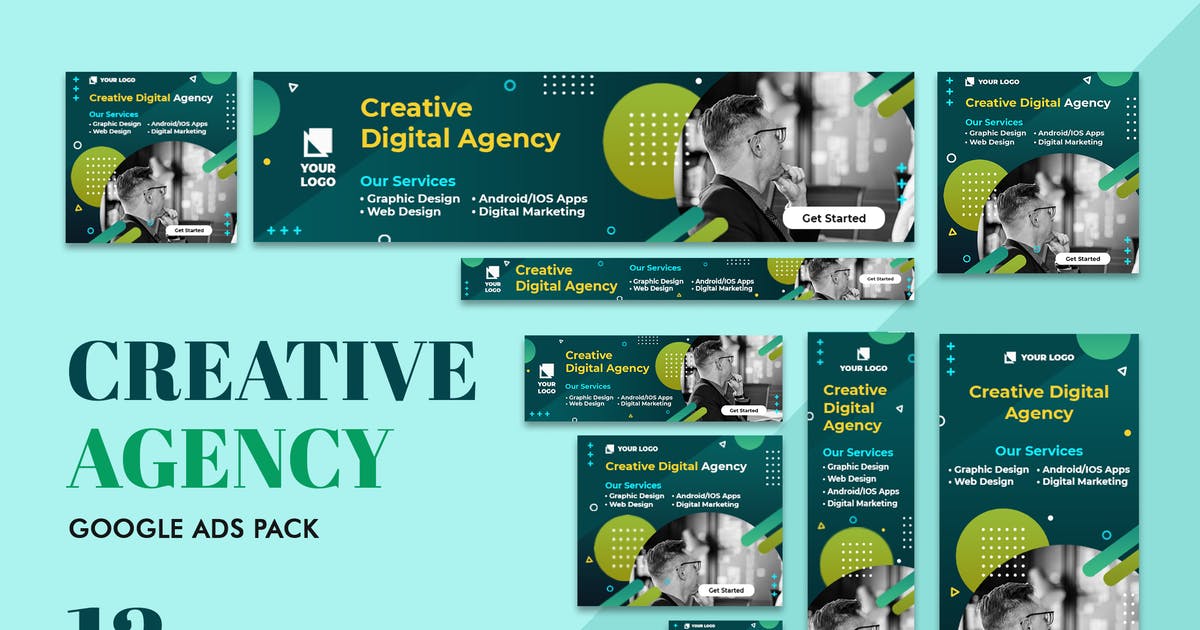 YOUR LOGO
Creative Digital Agency
Our Services
• Graphic Design • Android/IOS Apps
• Web Design • Digital Marketing
Get Started
YOUR
LOGO
Creative
Digital Agency
Our Services
• Graphic Design • Android/IOS Apps
• Web Design • Digital Marketing
Get Started
YOUR LOGO
Creative Digital Agency
Our Services
• Graphic Design • Android/IOS Apps
• Web Design • Digital Marketing
Get Started
YOUR
LOGO
Creative
Digital Agency
Our Services
• Graphic Design • Android/IOS Apps
• Web Design • Digital Marketing
Get Started
CREATIVE
AGENCY
GOOGLE ADS PACK
YOUR
LOGO
Creative
Digital Agency
Our Services
• Graphic Design • Android/IOS Apps
• Web Design • Digital Marketing
Get Started
YOUR LOGO
Creative Digital Agency
Our Services
• Graphic Design • Android/IOS Apps
• Web Design • Digital Marketing
Get Started
YOUR LOGO
Creative
Digital
Agency
Our Services
• Graphic Design
• Web Design
• Android/IOS Apps
• Digital Marketing
YOUR LOGO
Creative Digital
Agency
Our Services
• Graphic Design • Android/IOS Apps
• Web Design • Digital Marketing
YOUR LOGO